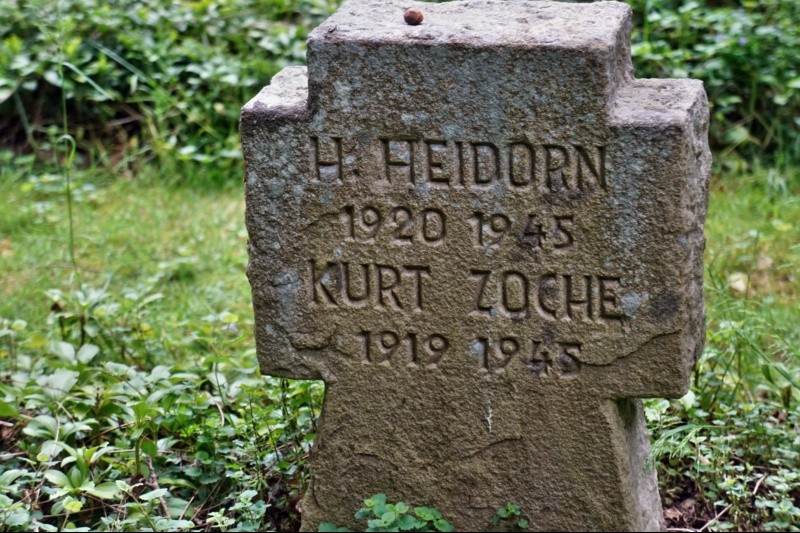 H. HEIDORN
1920 1945
KURT ZOCHE
1919 1945